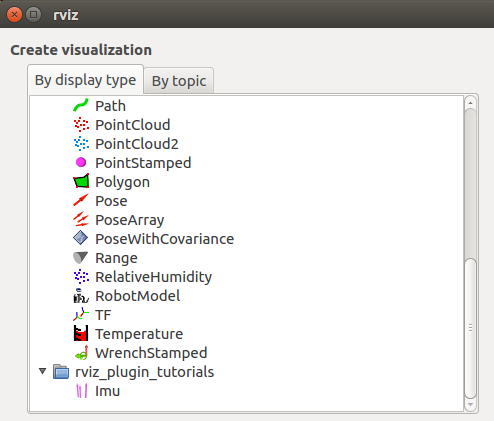 rviz
Create visualization
By display type
By topic
Path
PointCloud
PointCloud2
PointStamped
Polygon
Pose
PoseArray
PoseWithCovariance
Range
RelativeHumidity
RobotModel
TF
Temperature
WrenchStamped
rviz_plugin_tutorials
Imu